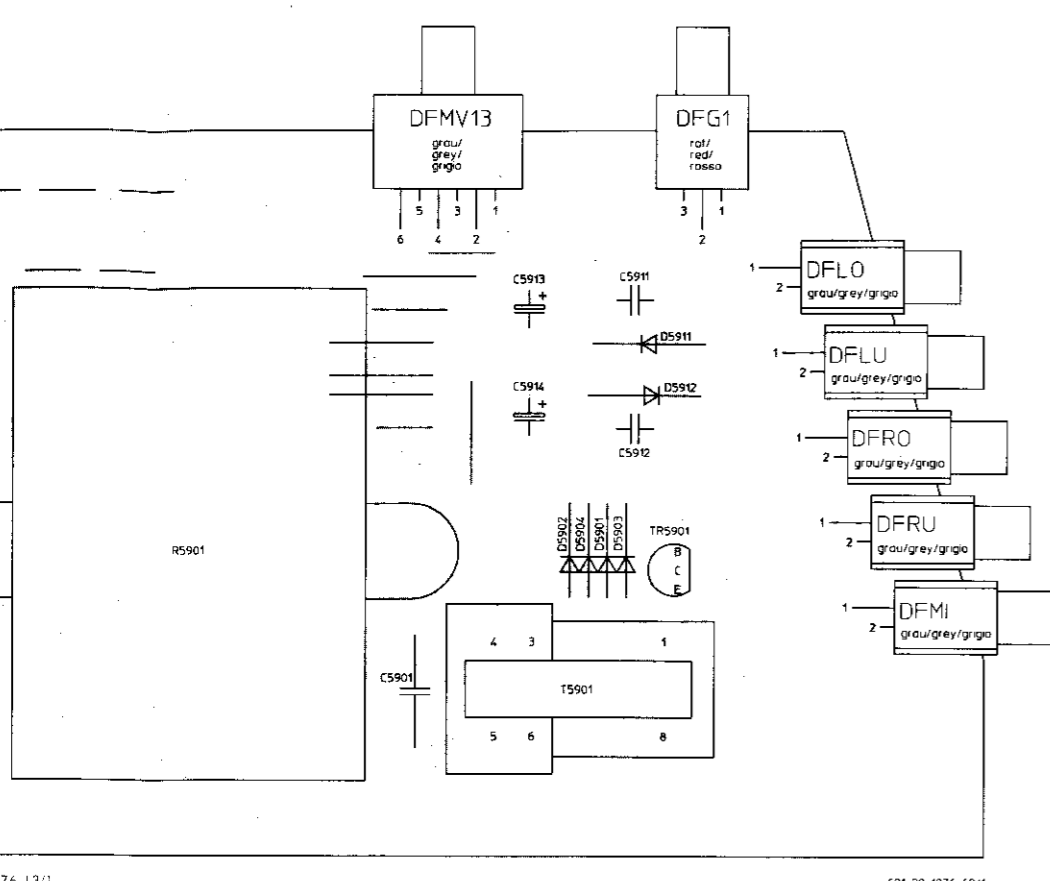 DFMV13
grau/
grey/
grigio
6 5 4 3 2 1
DFG1
rot/
red/
rosso
3 2 1
1
2
DFLO
grau/grey/grigio
C5913
+
C5911
D5911
1
2
DFLU
grau/grey/grigio
C5914
+
D5912
C5912
1
2
DFRO
grau/grey/grigio
R5901
D5902
D5904
D5901
D5903
TR5901
B
C
E
1
2
DFRU
grau/grey/grigio
1
2
DFMI
grau/grey/grigio
C5901
4 3 1
T5901
5 6 8